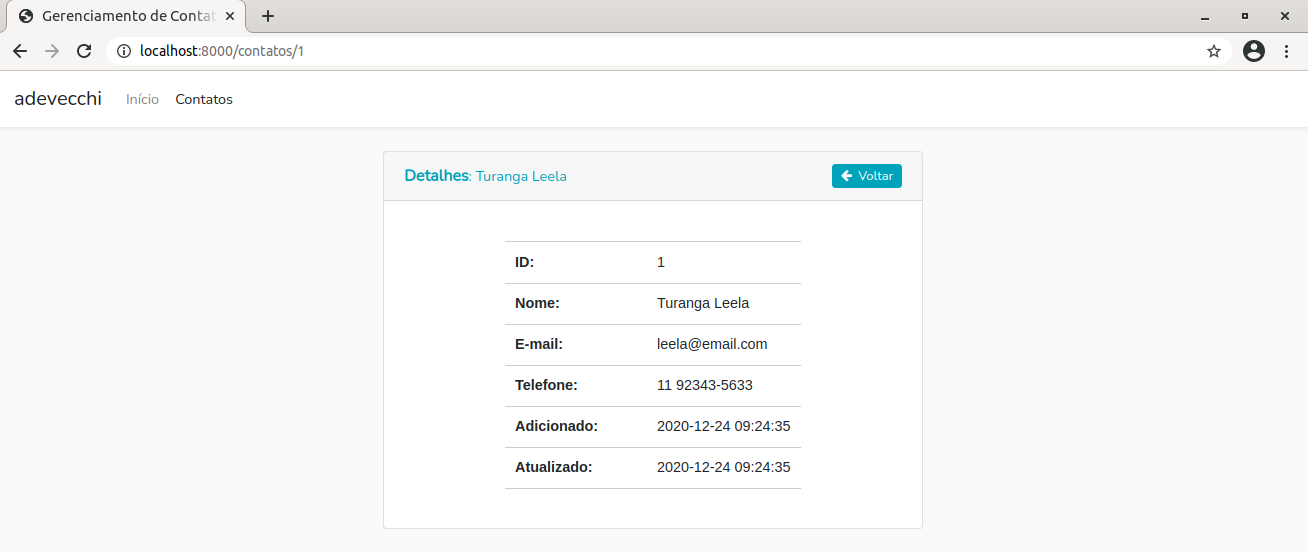 Gerenciamento de Contat
localhost:8000/contatos/1
adevecchi Início Contatos
Detalhes: Turanga Leela Voltar
ID: 1
Nome: Turanga Leela
E-mail: leela@email.com
Telefone: 11 92343-5633
Adicionado: 2020-12-24 09:24:35
Atualizado: 2020-12-24 09:24:35